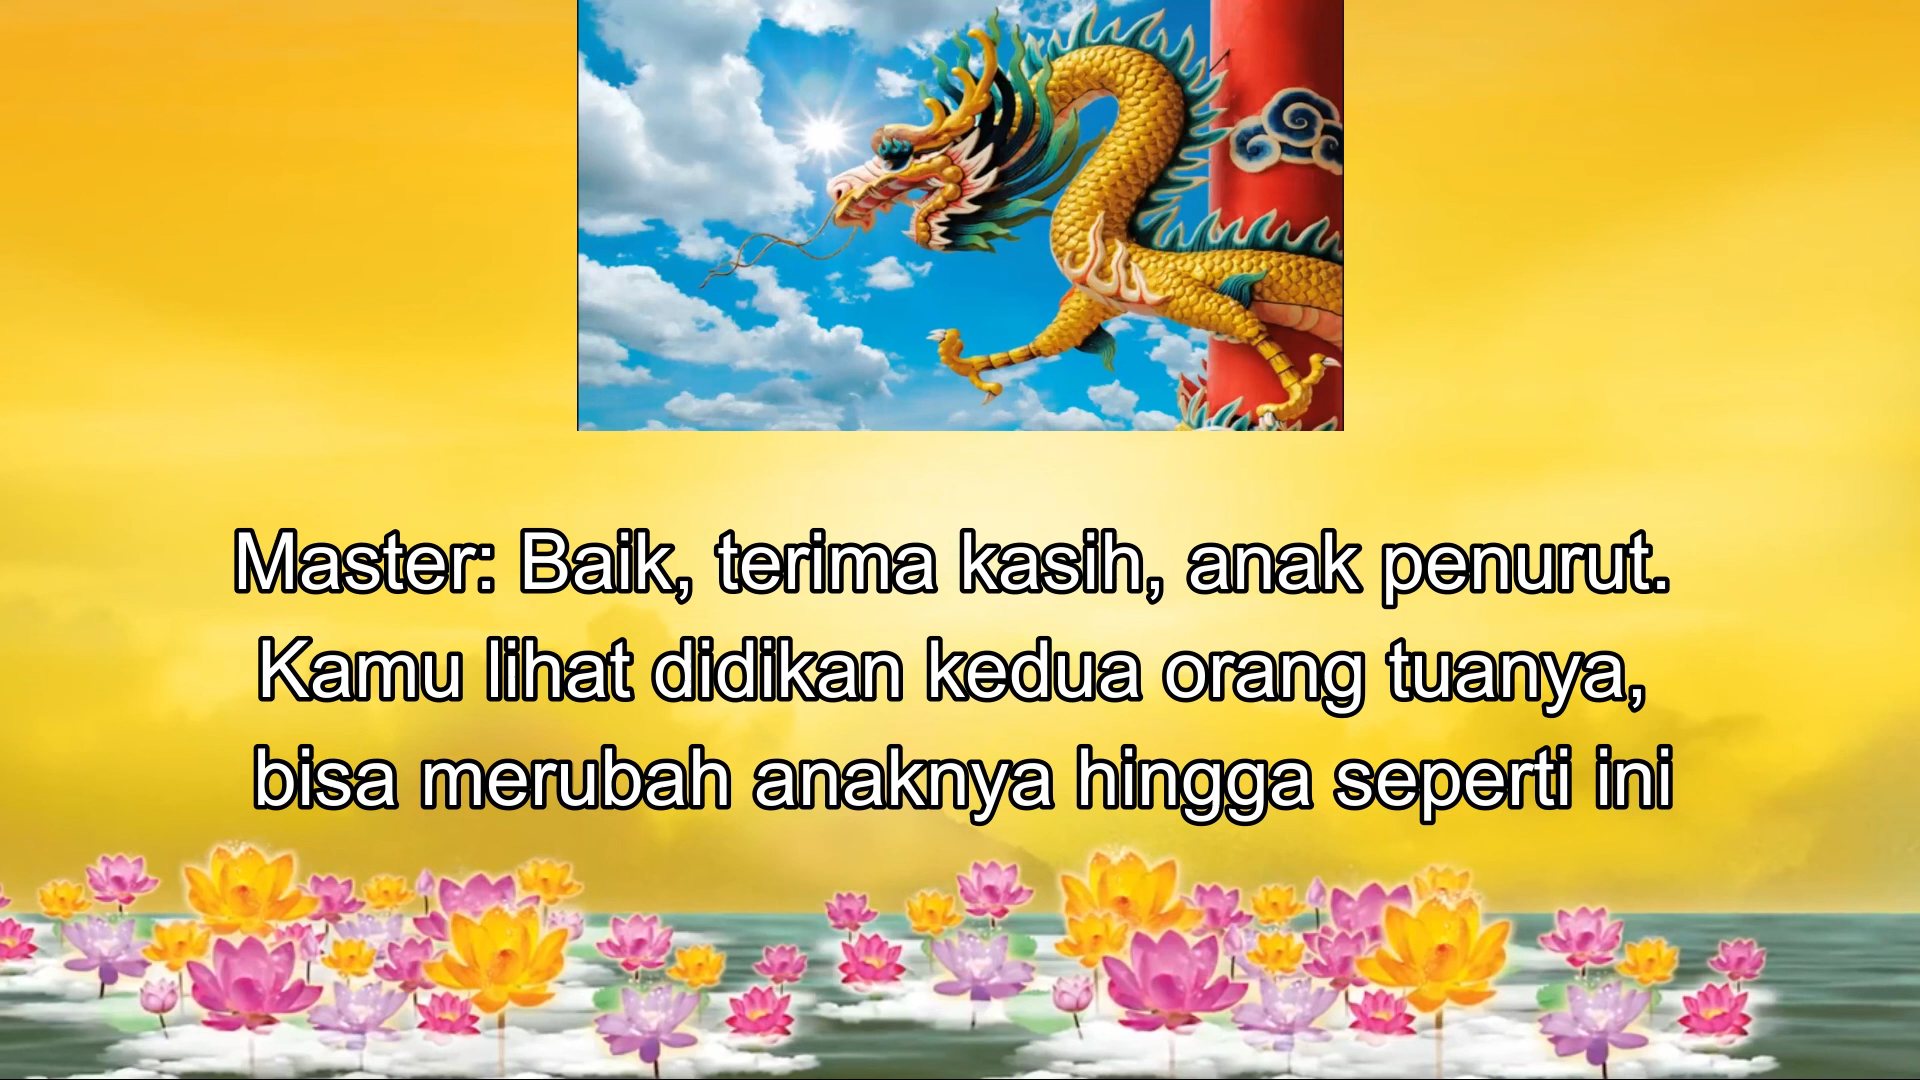 Master: Baik, terima kasih, anak penurut.
Kamu lihat didikan kedua orang tuanya,
bisa merubah anaknya hingga seperti ini